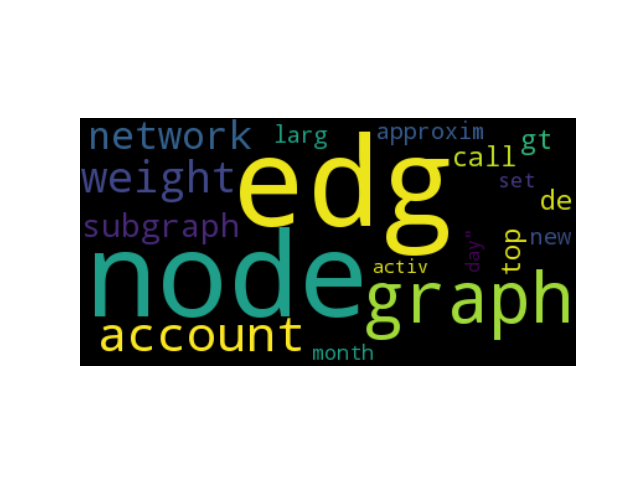 network
larg
approxim
gt
edg
call
weight
set
de
subgraph
node
day"
top
new
activ
graph
account
month